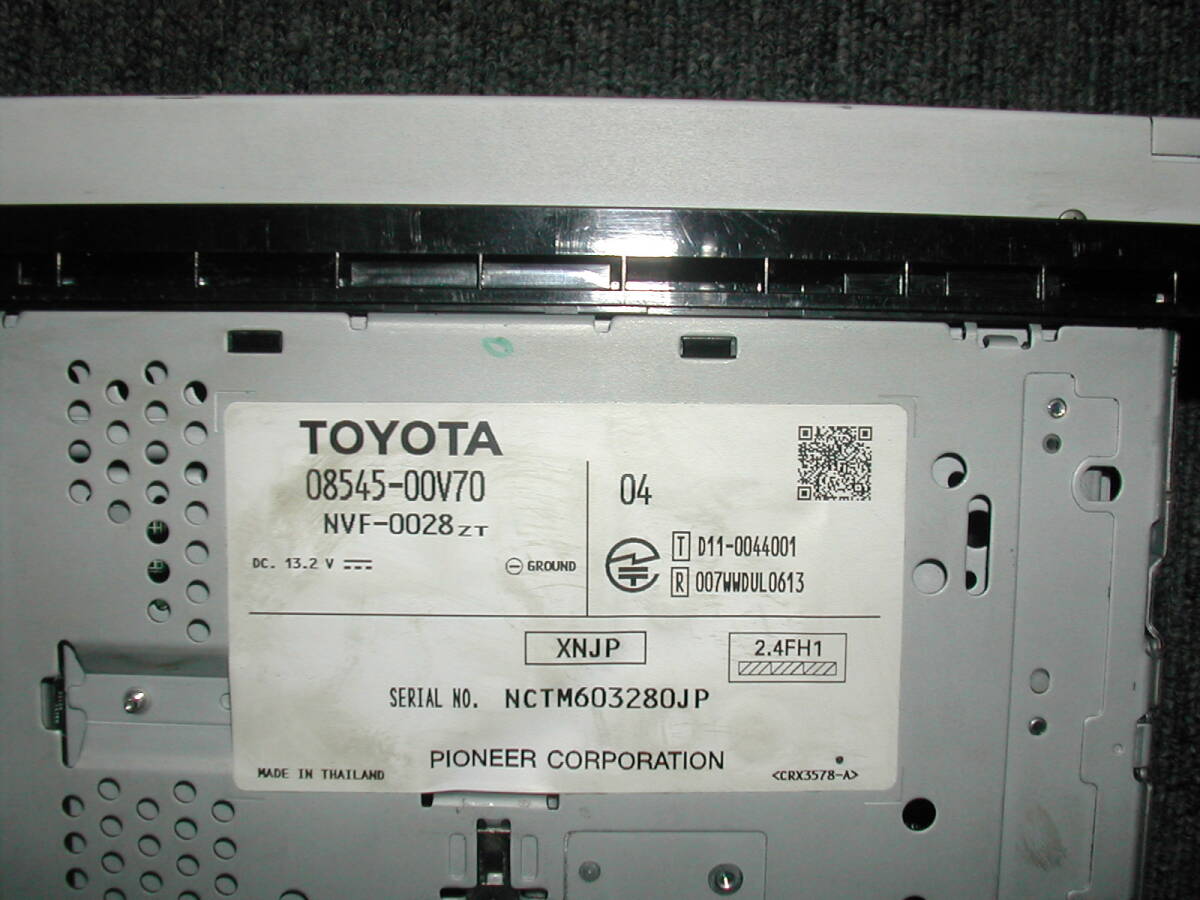 TOYOTA
08545-00V70
NVF-0028ZT
DC. 13.2 V
GROUND
04
T D11-0044001
R 007WWDUL0613
XNJP
2.4FH1
SERIAL NO. NCTM603280JP
PIONEER CORPORATION
MADE IN THAILAND
<CRX3578-A>